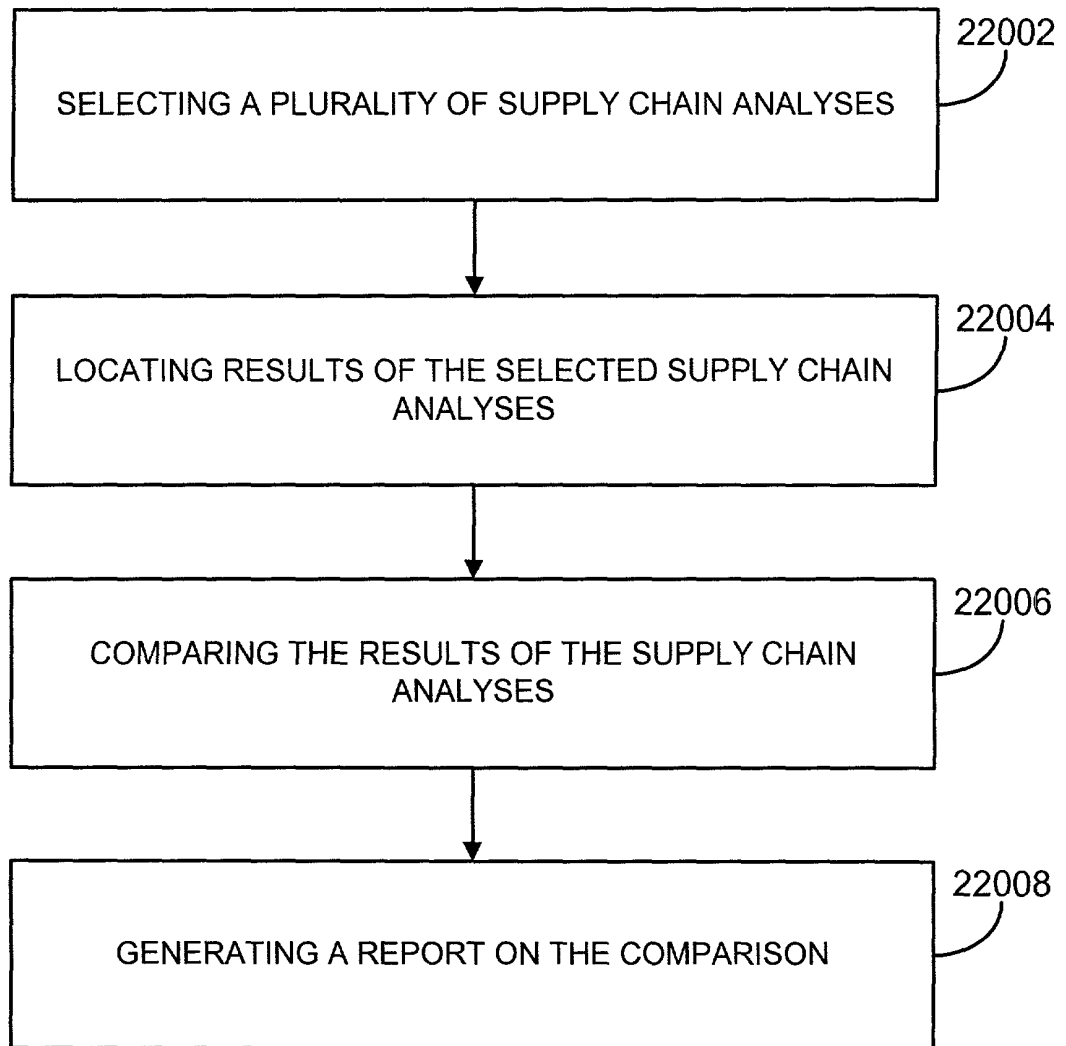 22002
SELECTING A PLURALITY OF SUPPLY CHAIN ANALYSES
22004
LOCATING RESULTS OF THE SELECTED SUPPLY CHAIN
ANALYSES
22006
COMPARING THE RESULTS OF THE SUPPLY CHAIN
ANALYSES
22008
GENERATING A REPORT ON THE COMPARISON